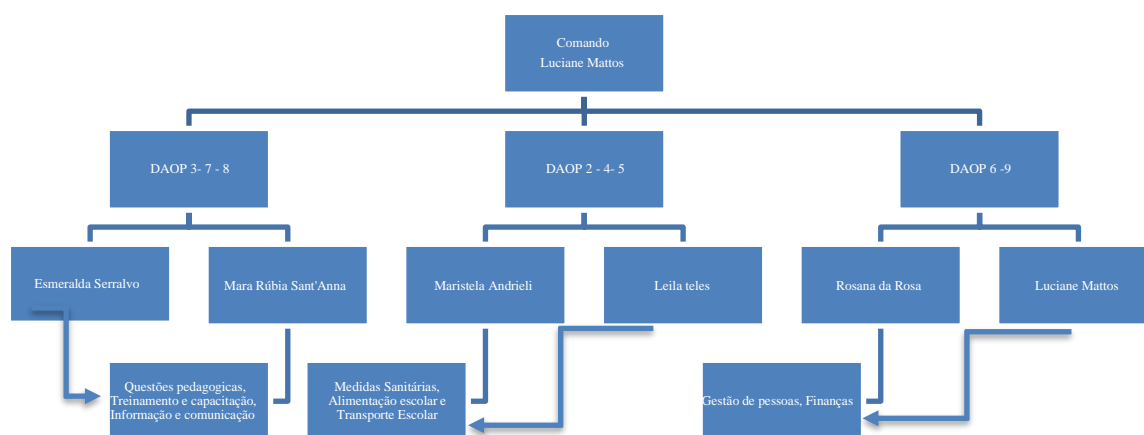 Comando
Luciane Mattos
DAOP 3- 7 - 8
DAOP 2 - 4- 5
DAOP 6 -9
Esmeralda Serralvo
Mara Rúbia Sant'Anna
Maristela Andrieli
Leila teles
Rosana da Rosa
Luciane Mattos
Questões pedagogicas,
Treinamento e capacitação,
Informação e comunicação
Medidas Sanitárias,
Alimentação escolar e
Transporte Escolar
Gestão de pessoas, Finanças